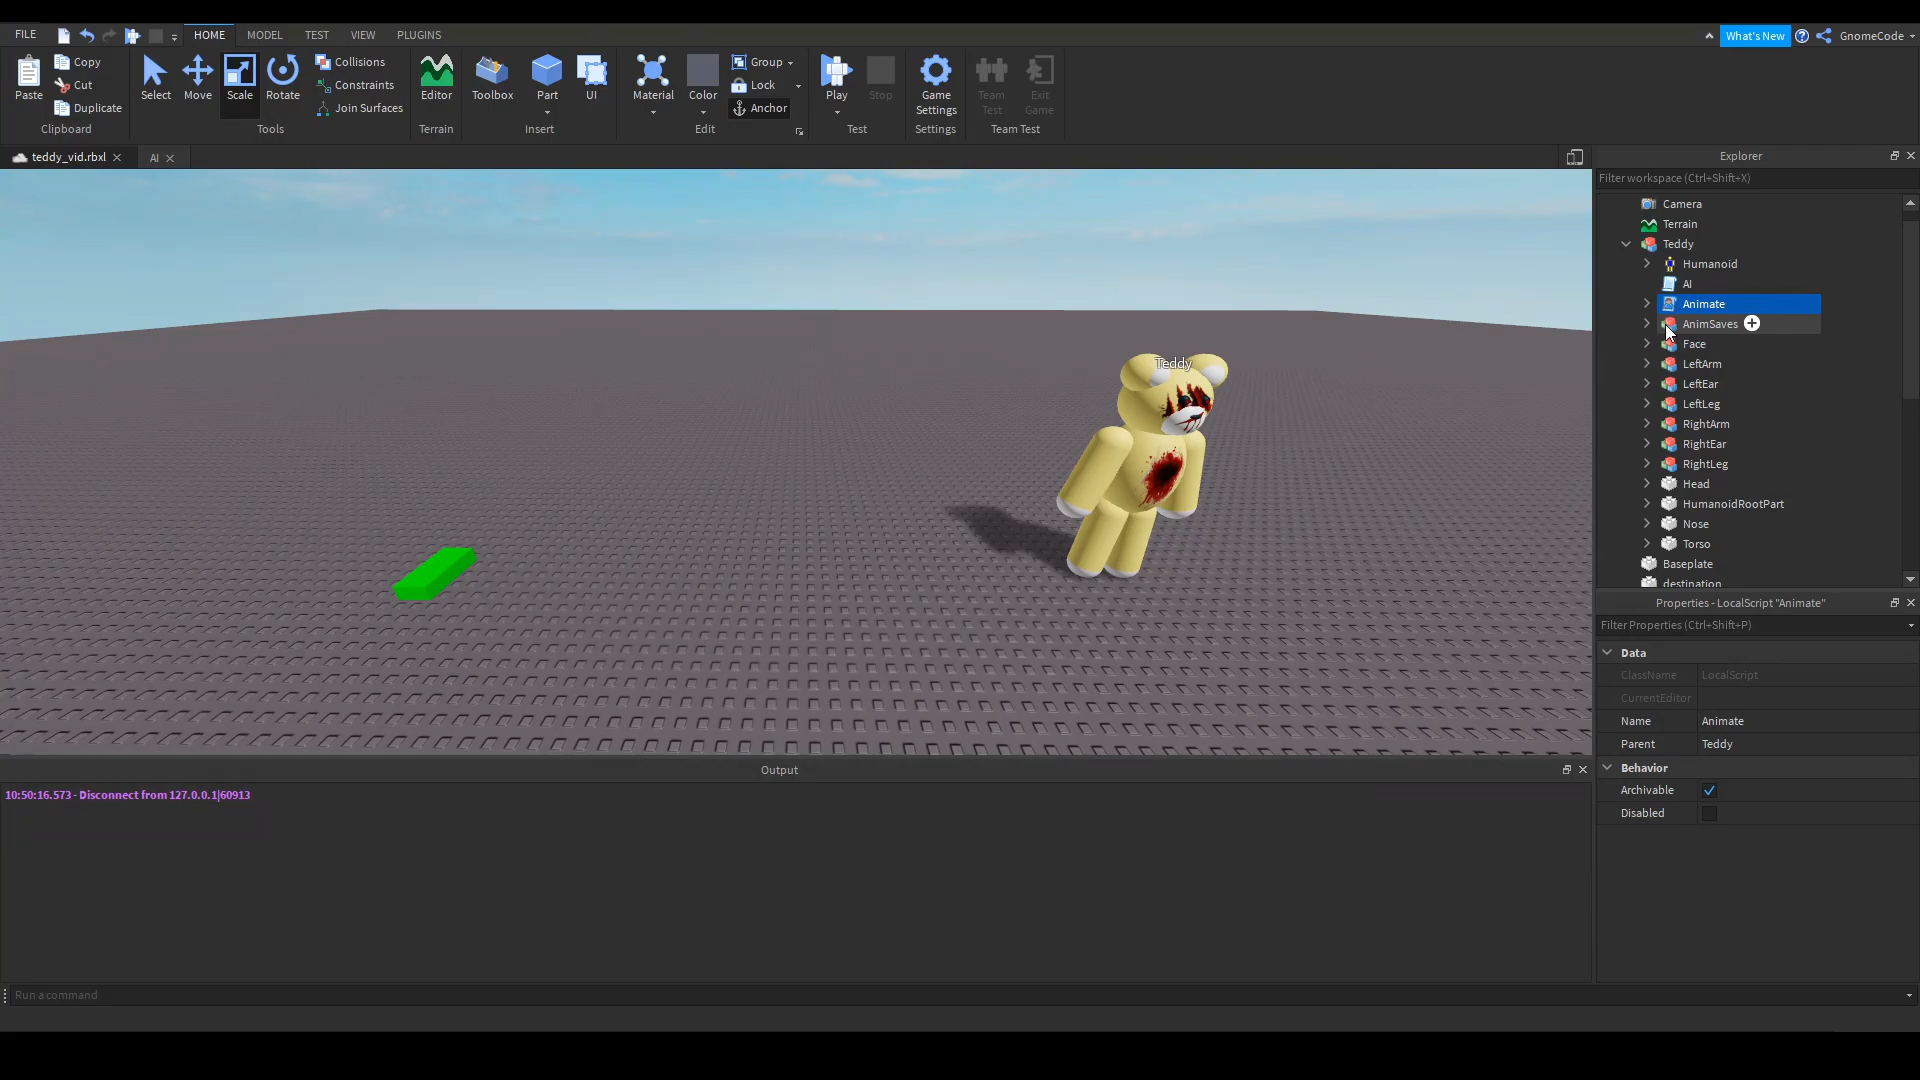 FILE HOME MODEL TEST VIEW PLUGINS What's New GnomeCode
Paste Copy Cut Duplicate Clipboard
Select Move Scale Rotate Collisions Constraints Join Surfaces Tools
Editor Terrain
Toolbox Part UI Insert
Material Color Group Lock Anchor Edit
Play Stop Test
Game Settings Settings
Team Test Exit Game Team Test
teddy_vid.rbxl AI
Teddy
Explorer
Filter workspace (Ctrl+Shift+X)
Camera
Terrain
Teddy
Humanoid
AI
Animate
AnimSaves
Face
LeftArm
LeftEar
LeftLeg
RightArm
RightEar
RightLeg
Head
HumanoidRootPart
Nose
Torso
Baseplate
destination
Properties - LocalScript "Animate"
Filter Properties (Ctrl+Shift+P)
Data
ClassName LocalScript
CurrentEditor
Name Animate
Parent Teddy
Behavior
Archivable
Disabled
Output
10:50:16.573 - Disconnect from 127.0.0.1|60913
Run a command